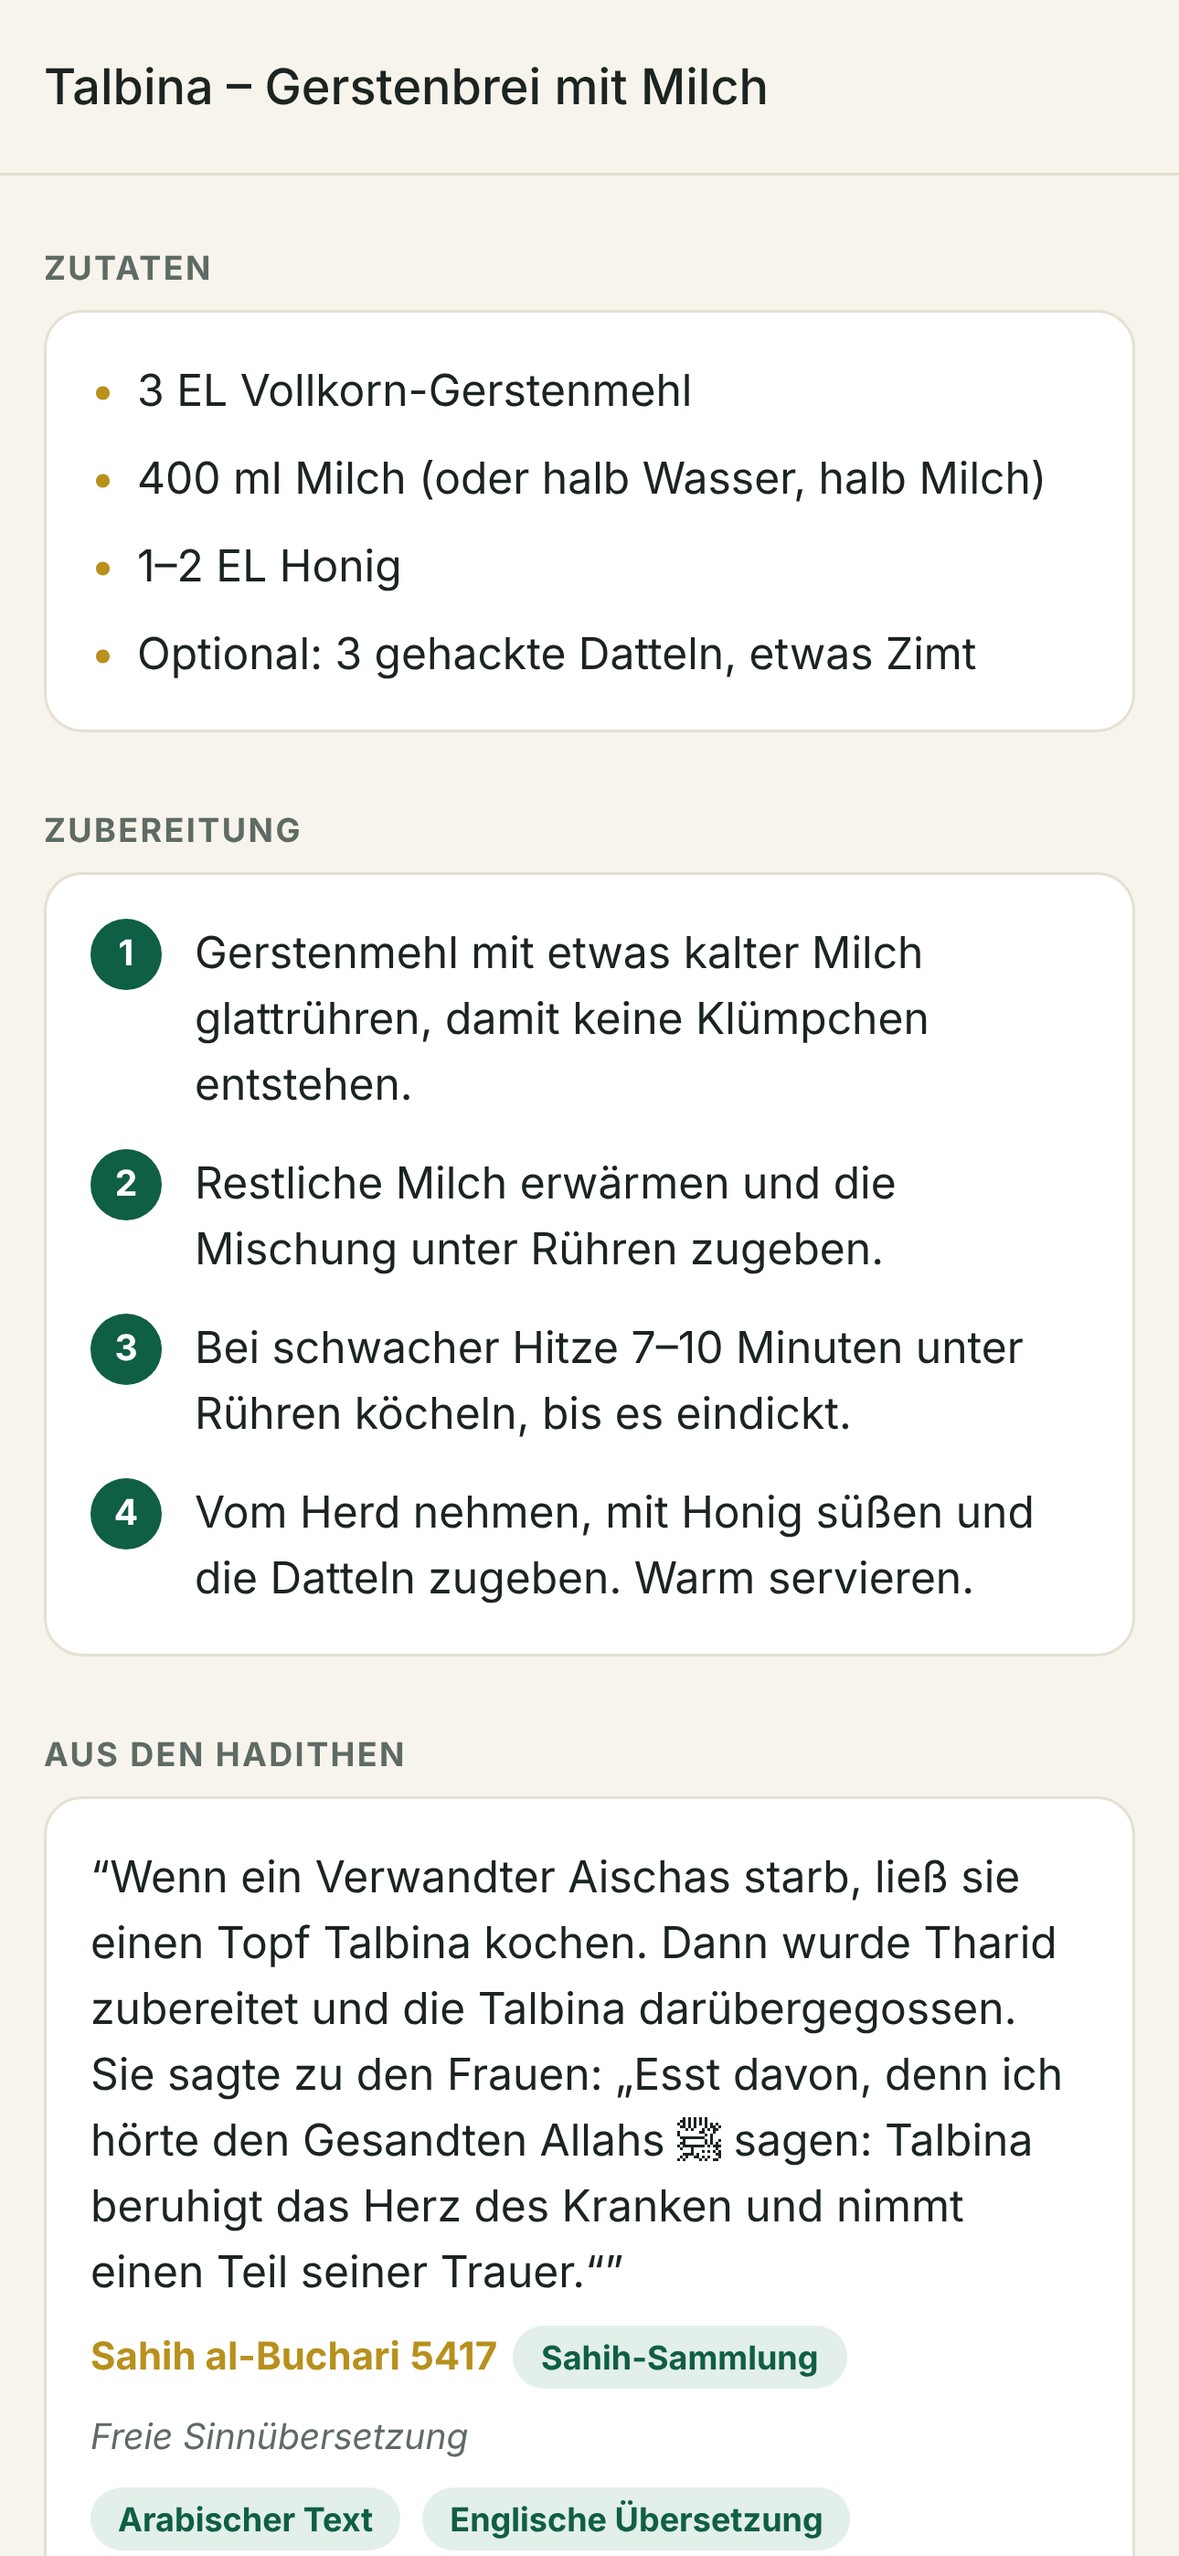 Talbina – Gerstenbrei mit Milch
ZUTATEN
• 3 EL Vollkorn-Gerstenmehl
• 400 ml Milch (oder halb Wasser, halb Milch)
• 1–2 EL Honig
• Optional: 3 gehackte Datteln, etwas Zimt
ZUBEREITUNG
1 Gerstenmehl mit etwas kalter Milch
glattrühren, damit keine Klümpchen
entstehen.
2 Restliche Milch erwärmen und die
Mischung unter Rühren zugeben.
3 Bei schwacher Hitze 7–10 Minuten unter
Rühren köcheln, bis es eindickt.
4 Vom Herd nehmen, mit Honig süßen und
die Datteln zugeben. Warm servieren.
AUS DEN HADITHEN
“Wenn ein Verwandter Aischas starb, ließ sie
einen Topf Talbina kochen. Dann wurde Tharid
zubereitet und die Talbina darübergegossen.
Sie sagte zu den Frauen: „Esst davon, denn ich
hörte den Gesandten Allahs ﷺ sagen: Talbina
beruhigt das Herz des Kranken und nimmt
einen Teil seiner Trauer.“”
Sahih al-Buchari 5417 Sahih-Sammlung
Freie Sinnübersetzung
Arabischer Text Englische Übersetzung